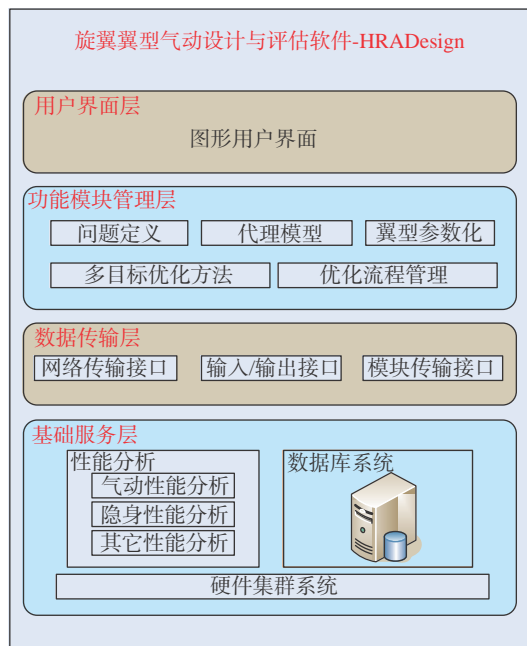 旋翼翼型气动设计与评估软件-HRADesign
用户界面层
图形用户界面
功能模块管理层
问题定义 代理模型 翼型参数化
多目标优化方法 优化流程管理
数据传输层
网络传输接口 输入/输出接口 模块传输接口
基础服务层
性能分析 数据库系统
气动性能分析
隐身性能分析
其它性能分析
硬件集群系统